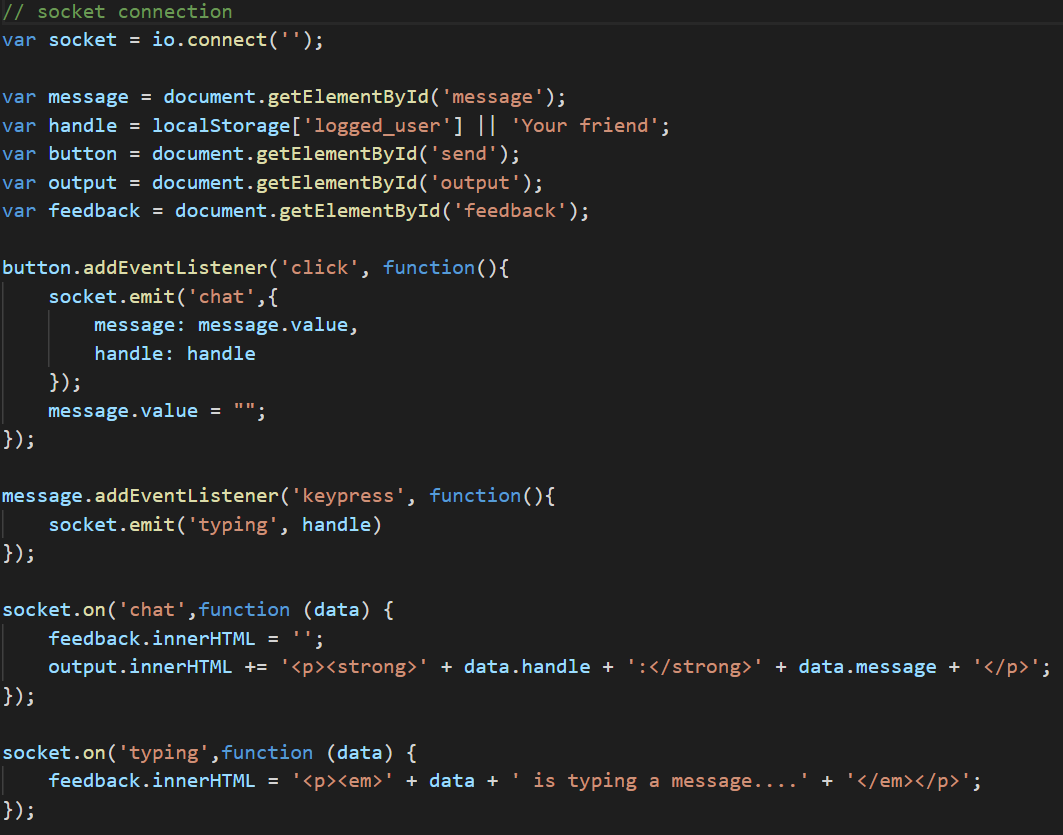 // socket connection
var socket = io.connect('');
var message = document.getElementById('message');
var handle = localStorage['logged_user'] || 'Your friend';
var button = document.getElementById('send');
var output = document.getElementById('output');
var feedback = document.getElementById('feedback');
button.addEventListener('click', function(){
    socket.emit('chat',{
        message: message.value,
        handle: handle
    });
    message.value = "";
});
message.addEventListener('keypress', function(){
    socket.emit('typing', handle)
});
socket.on('chat',function (data) {
    feedback.innerHTML = '';
    output.innerHTML += '<p><strong>' + data.handle + ':</strong>' + data.message + '</p>';
});
socket.on('typing',function (data) {
    feedback.innerHTML = '<p><em>' + data + ' is typing a message....' + '</em></p>';
});